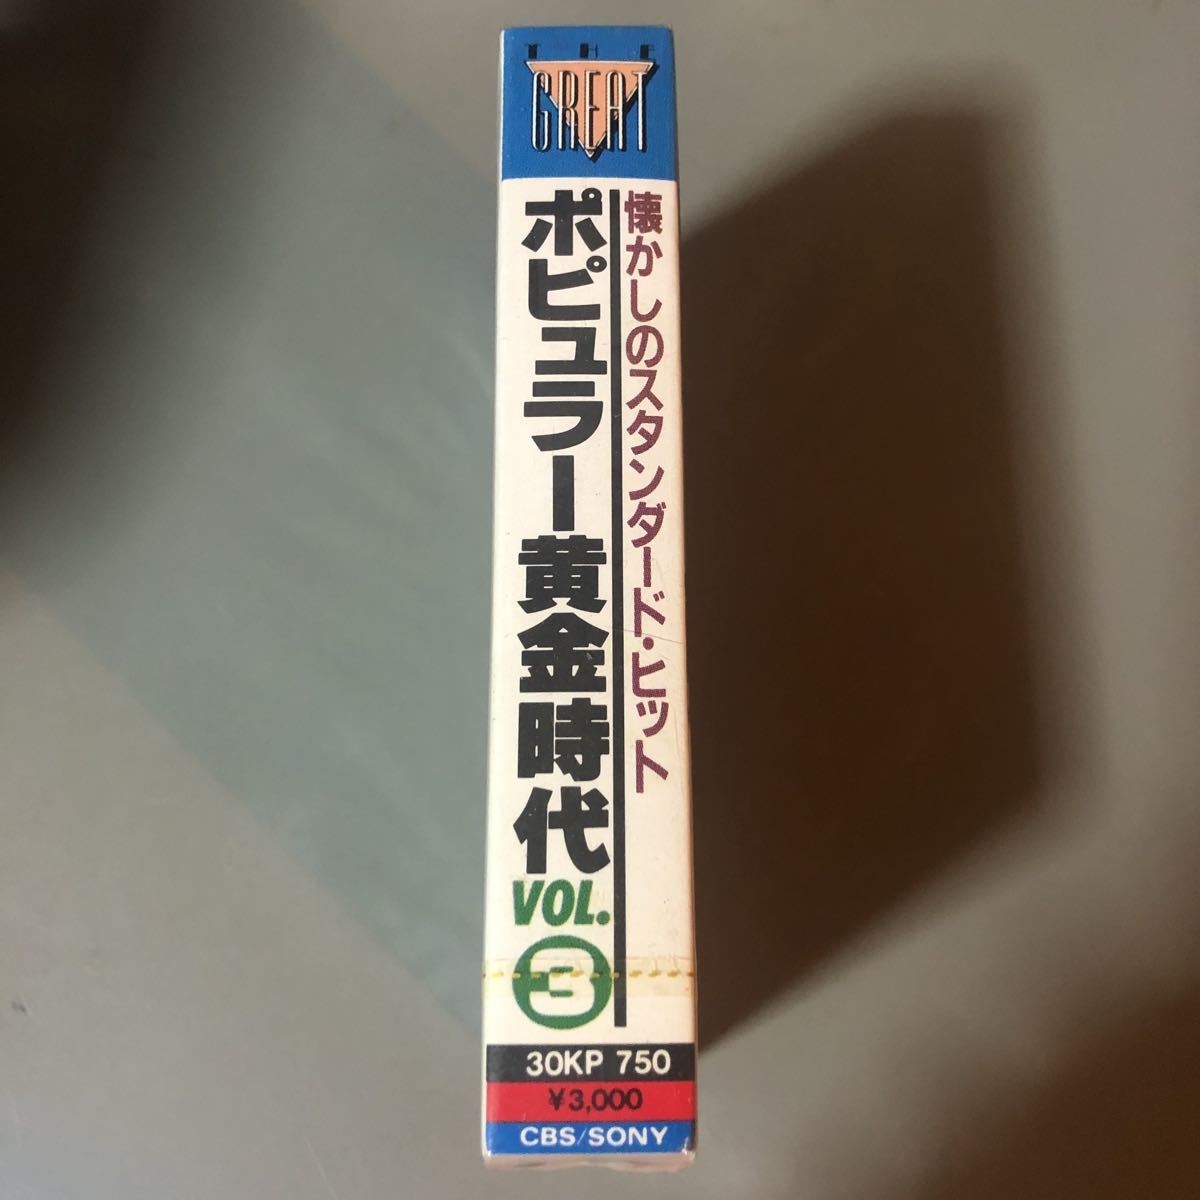 THE
GREAT
懐かしのスタンダード・ヒット
ポピュラー黄金時代
VOL.
3
30KP 750
¥3,000
CBS/SONY